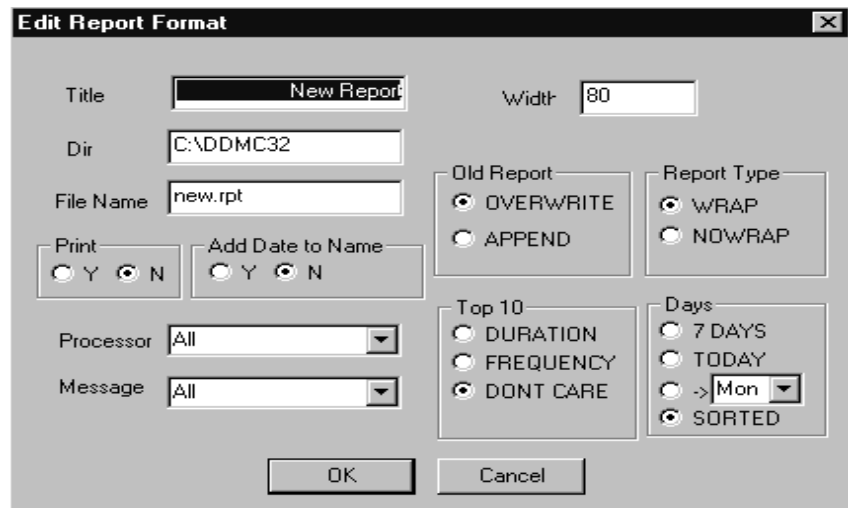 Edit Report Format
Title New Report
Width 80
Dir C:\DDMC32
File Name new.rpt
Old Report
OVERWRITE
APPEND
Report Type
WRAP
NOWRAP
Print
Y N
Add Date to Name
Y N
Processor All
Message All
Top 10
DURATION
FREQUENCY
DONT CARE
Days
7 DAYS
TODAY
-> Mon
SORTED
OK
Cancel